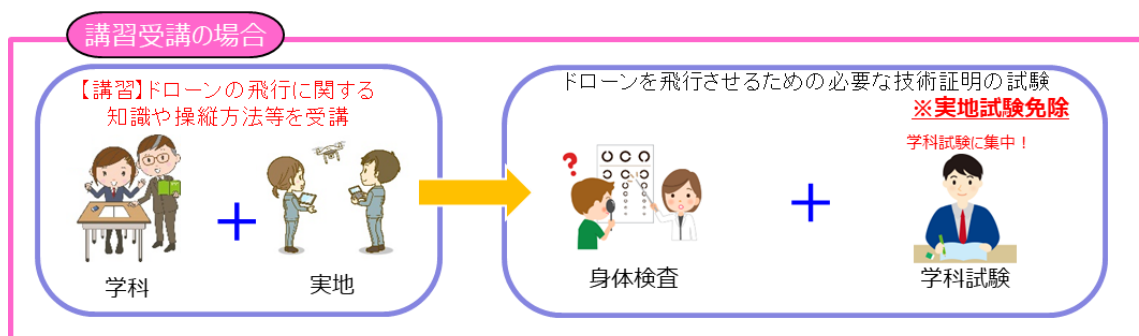 講習受講の場合
【講習】ドローンの飛行に関する
知識や操縦方法等を受講
学科
実地
ドローンを飛行させるための必要な技術証明の試験
※実地試験免除
学科試験に集中！
身体検査
学科試験